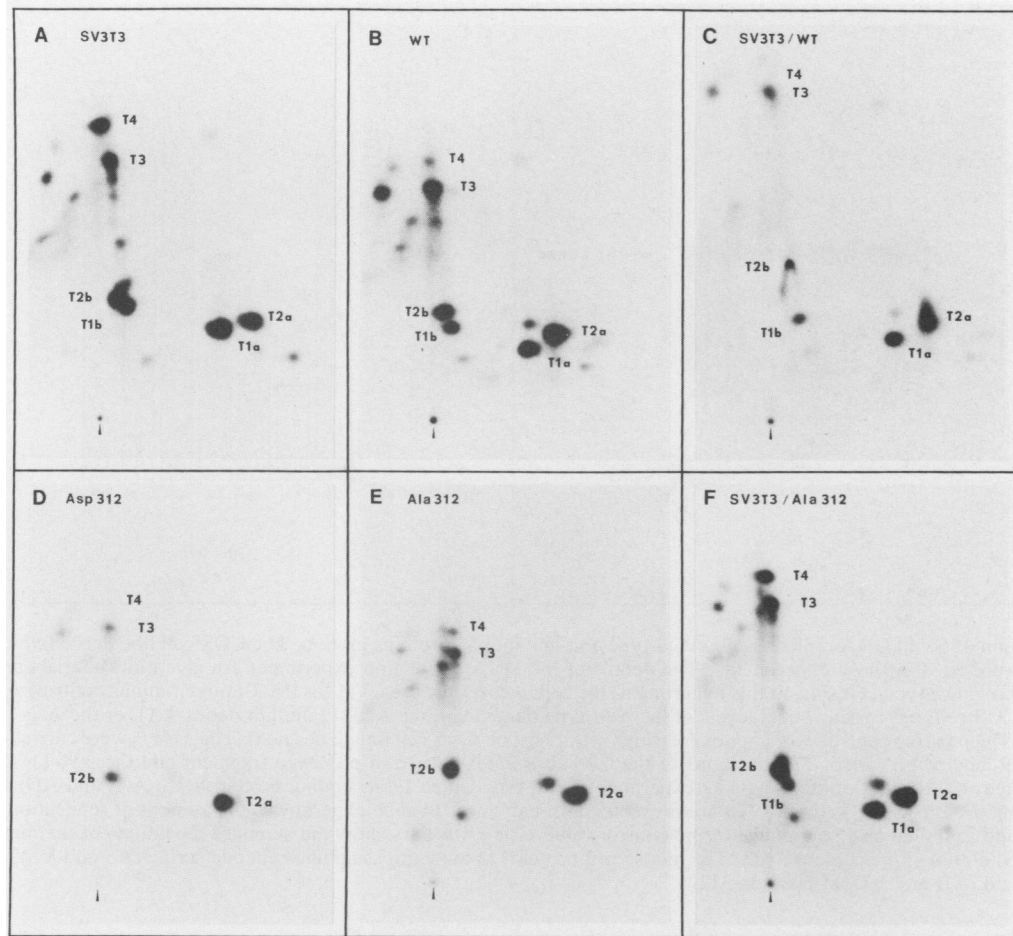 A SV3T3
T4
T3
T2b
T1b
T2a
T1a
B WT
T4
T3
T2b
T1b
T2a
T1a
C SV3T3/WT
T4
T3
T2b
T1b
T2a
T1a
D Asp 312
T4
T3
T2b
T2a
E Ala 312
T4
T3
T2b
T2a
F SV3T3/Ala 312
T4
T3
T2b
T1b
T2a
T1a